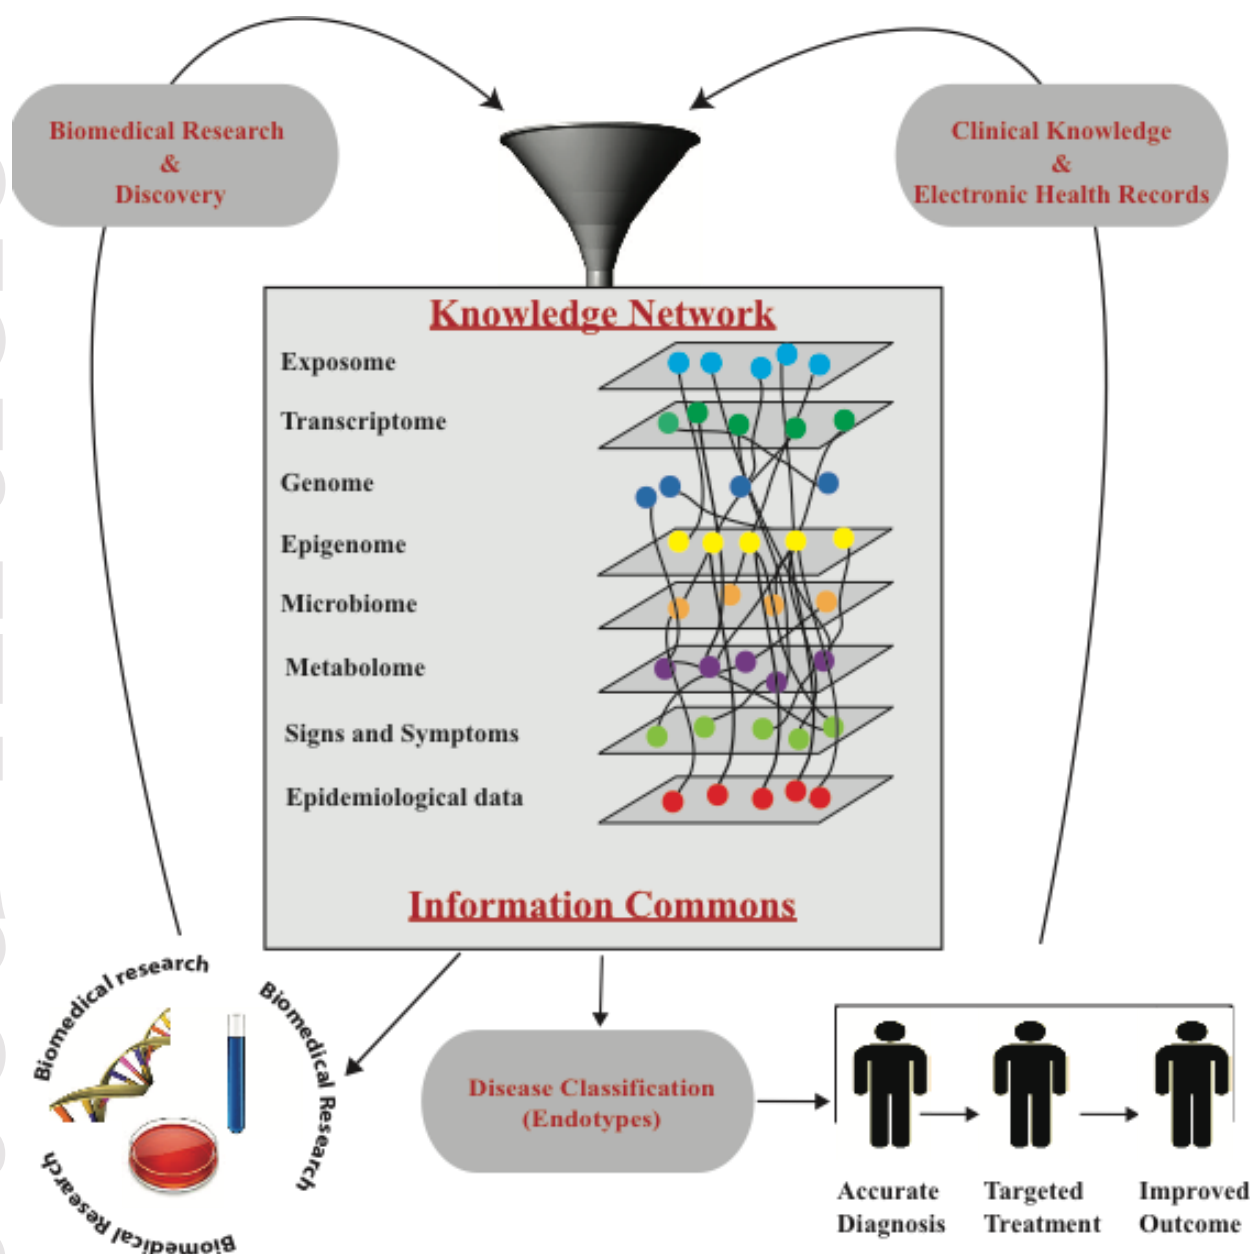 Biomedical Research
&
Discovery
Clinical Knowledge
&
Electronic Health Records
Knowledge Network
Exposome
Transcriptome
Genome
Epigenome
Microbiome
Metabolome
Signs and Symptoms
Epidemiological data
Information Commons
Biomedical research
Biomedical Research
Biomedical Research
Disease Classification
(Endotypes)
Accurate
Diagnosis
Targeted
Treatment
Improved
Outcome